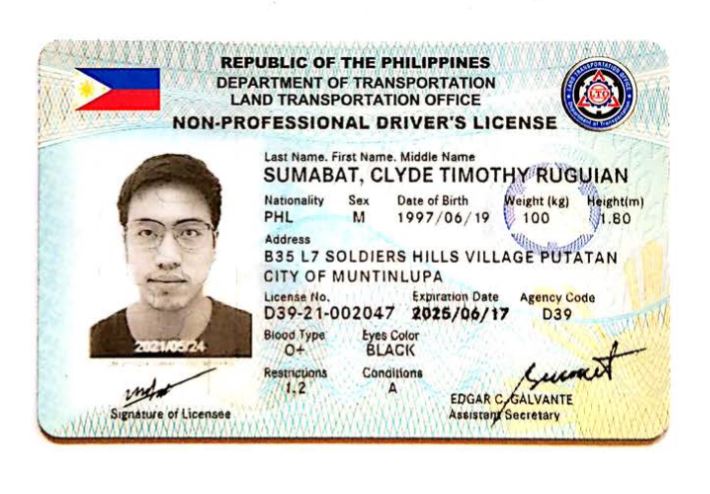 REPUBLIC OF THE PHILIPPINES
DEPARTMENT OF TRANSPORTATION
LAND TRANSPORTATION OFFICE
NON-PROFESSIONAL DRIVER'S LICENSE
Last Name. First Name. Middle Name
SUMABAT, CLYDE TIMOTHY RUGUIAN
Nationality Sex Date of Birth Weight (kg) Height(m)
PHL M 1997/06/19 100 1.80
Address
B35 L7 SOLDIERS HILLS VILLAGE PUTATAN
CITY OF MUNTINLUPA
License No. Expiration Date Agency Code
D39-21-002047 2025/06/17 D39
Blood Type Eyes Color
O+ BLACK
Restrictions Conditions
1,2 A
2021/05/24
Signature of Licensee
EDGAR C. GALVANTE
Assistant Secretary
LAND TRANSPORTATION OFFICE
LTO
Department of Transportation